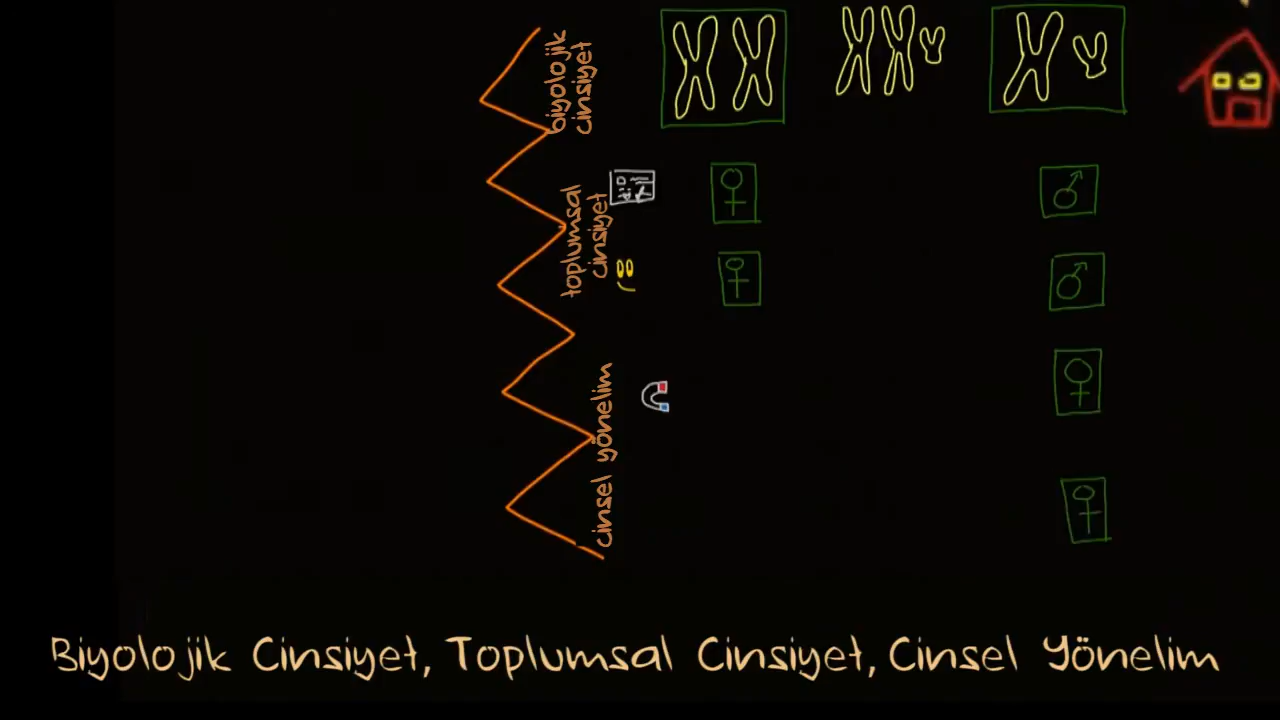 biyolojik
cinsiyet
toplumsal
cinsiyet
cinsel yönelim
Biyolojik Cinsiyet, Toplumsal Cinsiyet, Cinsel Yönelim